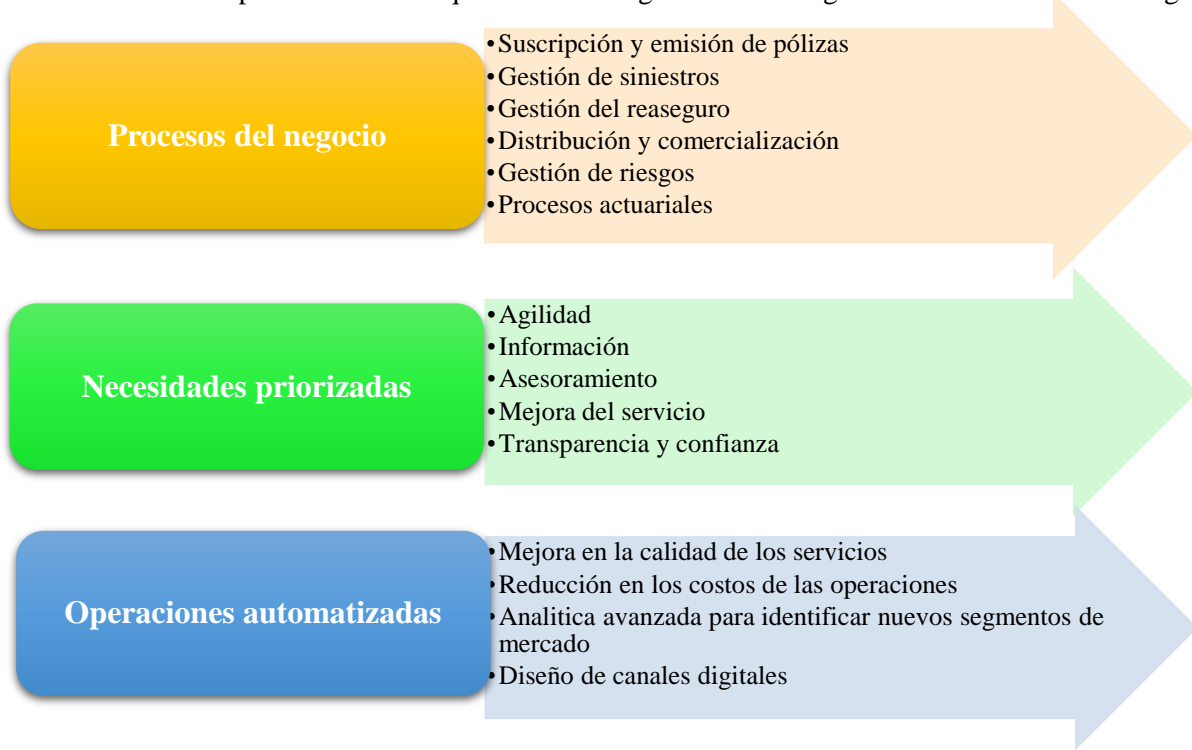 Procesos del negocio
•Suscripción y emisión de pólizas
•Gestión de siniestros
•Gestión del reaseguro
•Distribución y comercialización
•Gestión de riesgos
•Procesos actuariales
Necesidades priorizadas
•Agilidad
•Información
•Asesoramiento
•Mejora del servicio
•Transparencia y confianza
Operaciones automatizadas
•Mejora en la calidad de los servicios
•Reducción en los costos de las operaciones
•Analitica avanzada para identificar nuevos segmentos de
mercado
•Diseño de canales digitales